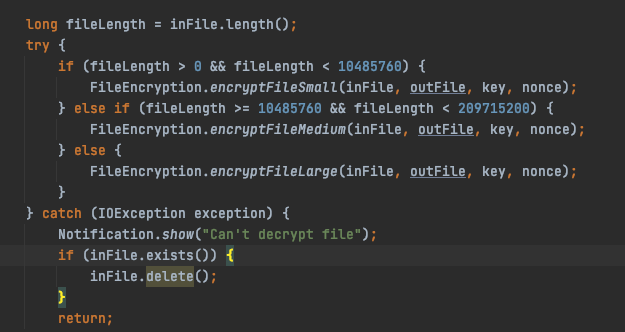 long fileLength = inFile.length();
try {
if (fileLength > 0 && fileLength < 10485760) {
FileEncryption.encryptFileSmall(inFile, outFile, key, nonce);
} else if (fileLength >= 10485760 && fileLength < 209715200) {
FileEncryption.encryptFileMedium(inFile, outFile, key, nonce);
} else {
FileEncryption.encryptFileLarge(inFile, outFile, key, nonce);
}
} catch (IOException exception) {
Notification.show("Can't decrypt file");
if (inFile.exists()) {
inFile.delete();
}
return;